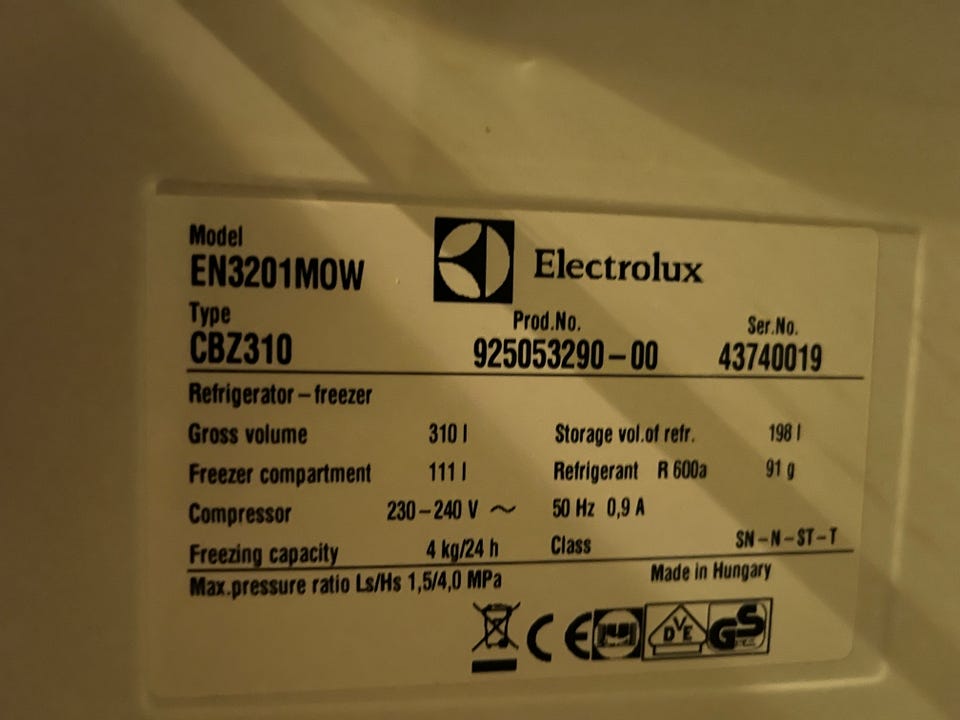 Model
EN3201MOW
Electrolux
Type
CBZ310
Prod.No.
925053290-00
Ser.No.
43740019
Refrigerator-freezer
Gross volume 310 l Storage vol.of refr. 198 l
Freezer compartment 111 l Refrigerant R 600a 91 g
Compressor 230-240 V ~ 50 Hz 0,9 A
Freezing capacity 4 kg/24 h Class SN-N-ST-T
Max.pressure ratio Ls/Hs 1,5/4,0 MPa Made in Hungary
CE DVE GS